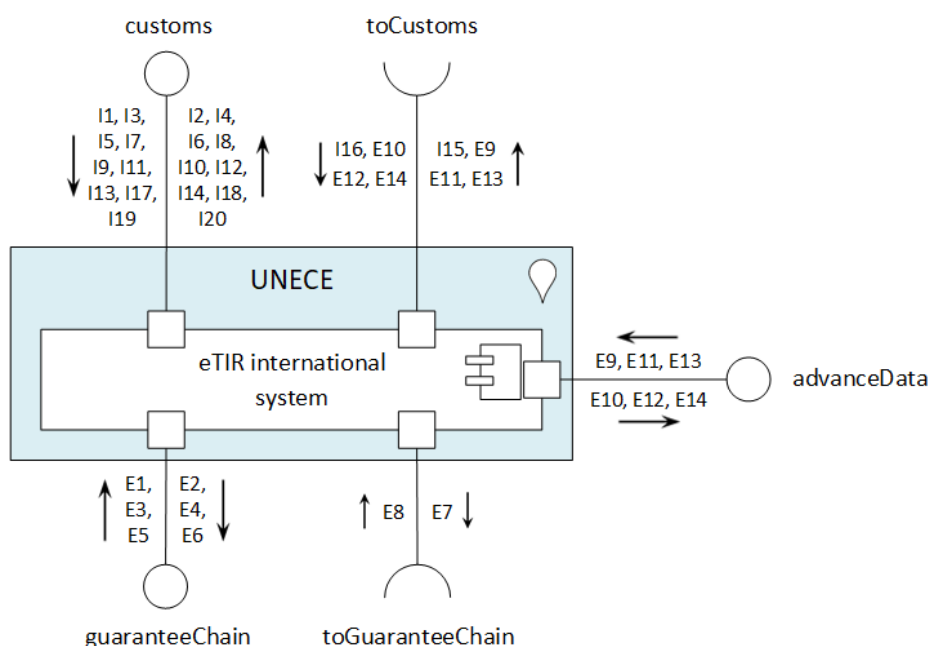 customs
toCustoms
I1, I3,
I5, I7,
I9, I11,
I13, I17,
I19
I2, I4,
I6, I8,
I10, I12,
I14, I18,
I20
I16, E10
E12, E14
I15, E9
E11, E13
UNECE
eTIR international
system
E9, E11, E13
E10, E12, E14
advanceData
E1,
E3,
E5
E2,
E4,
E6
E8
E7
guaranteeChain
toGuaranteeChain